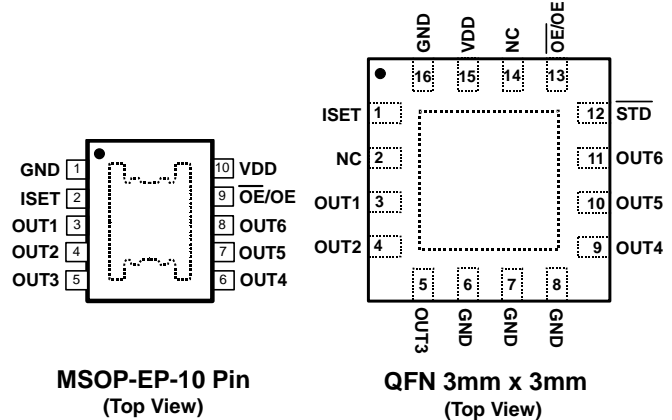 GND 1
ISET 2
OUT1 3
OUT2 4
OUT3 5
10 VDD
9 OE/OE
8 OUT6
7 OUT5
6 OUT4
MSOP-EP-10 Pin
(Top View)
GND
VDD
NC
OE/OE
16
15
14
13
ISET 1
NC 2
OUT1 3
OUT2 4
12 STD
11 OUT6
10 OUT5
9 OUT4
5
6
7
8
OUT3
GND
GND
GND
QFN 3mm x 3mm
(Top View)